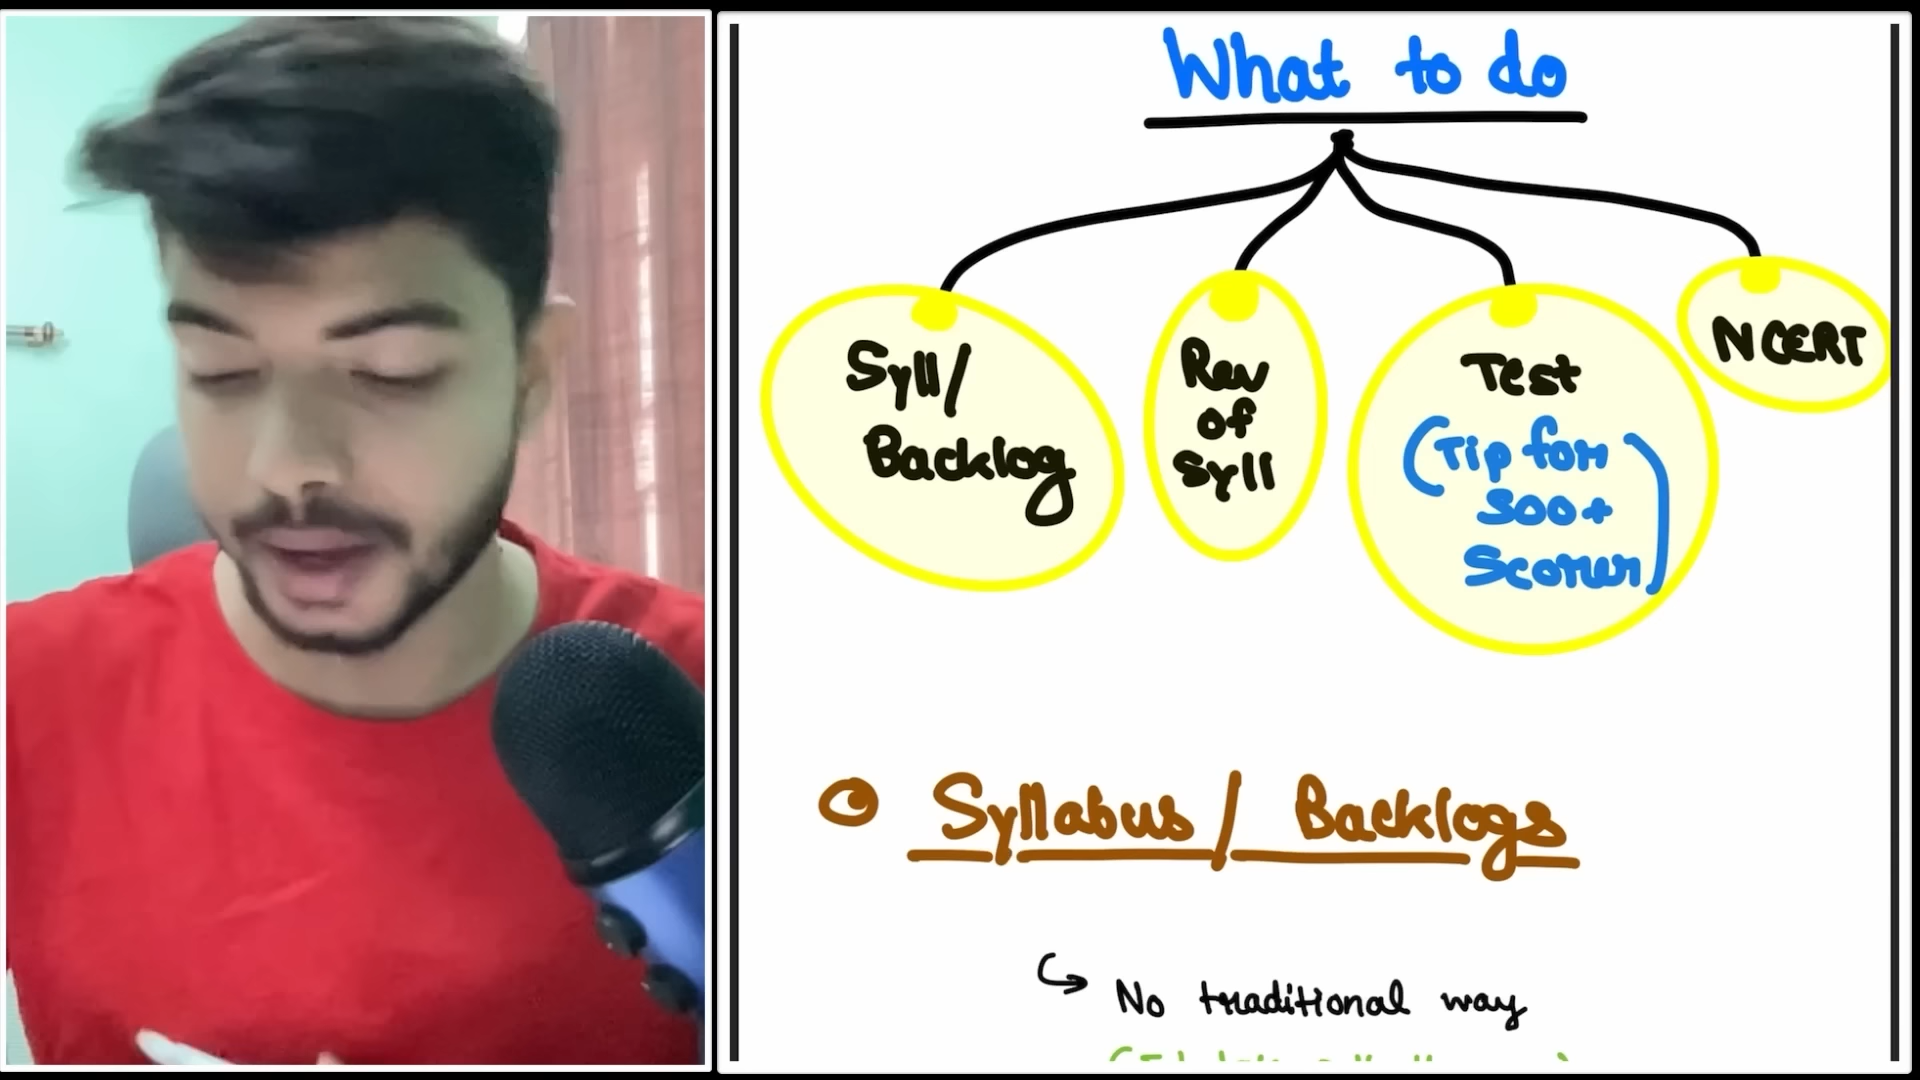 What to do
Syll/
Backlog
Rev
of
Syll
Test
(Tip for
300+
Scorer)
NCERT
Syllabus / Backlogs
↳ No traditional way